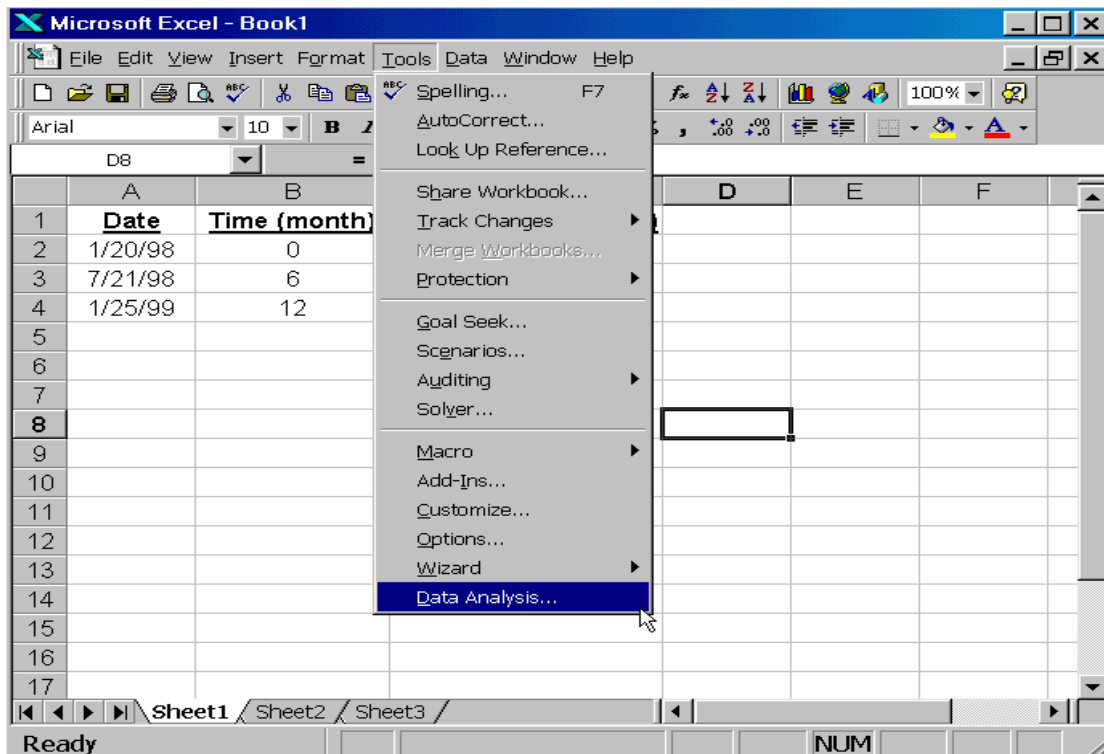 Microsoft Excel - Book1
File Edit View Insert Format Tools Data Window Help
100%
Arial 10 B
D8 =
Spelling... F7
AutoCorrect...
Look Up Reference...
Share Workbook...
Track Changes
Merge Workbooks...
Protection
Goal Seek...
Scenarios...
Auditing
Solver...
Macro
Add-Ins...
Customize...
Options...
Wizard
Data Analysis...
A B D E F
1 Date Time (month)
2 1/20/98 0
3 7/21/98 6
4 1/25/99 12
5
6
7
8
9
10
11
12
13
14
15
16
17
Sheet1 Sheet2 Sheet3
Ready NUM